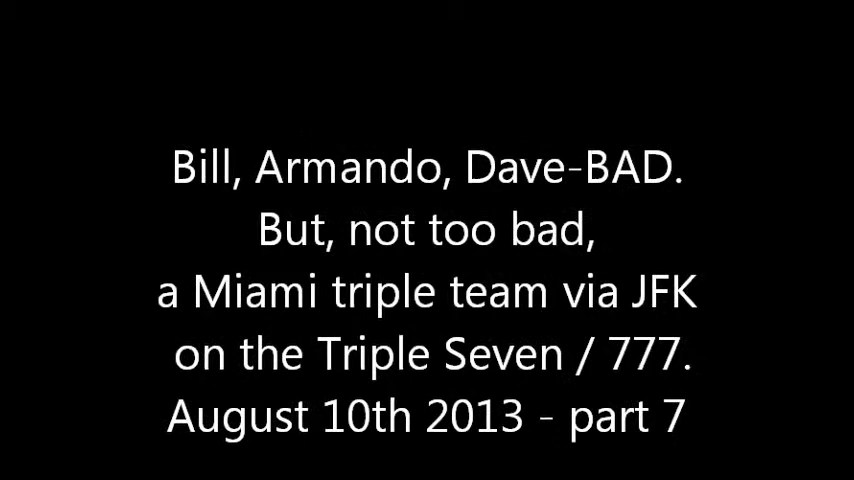 Bill, Armando, Dave-BAD.
But, not too bad,
a Miami triple team via JFK
on the Triple Seven / 777.
August 10th 2013 - part 7